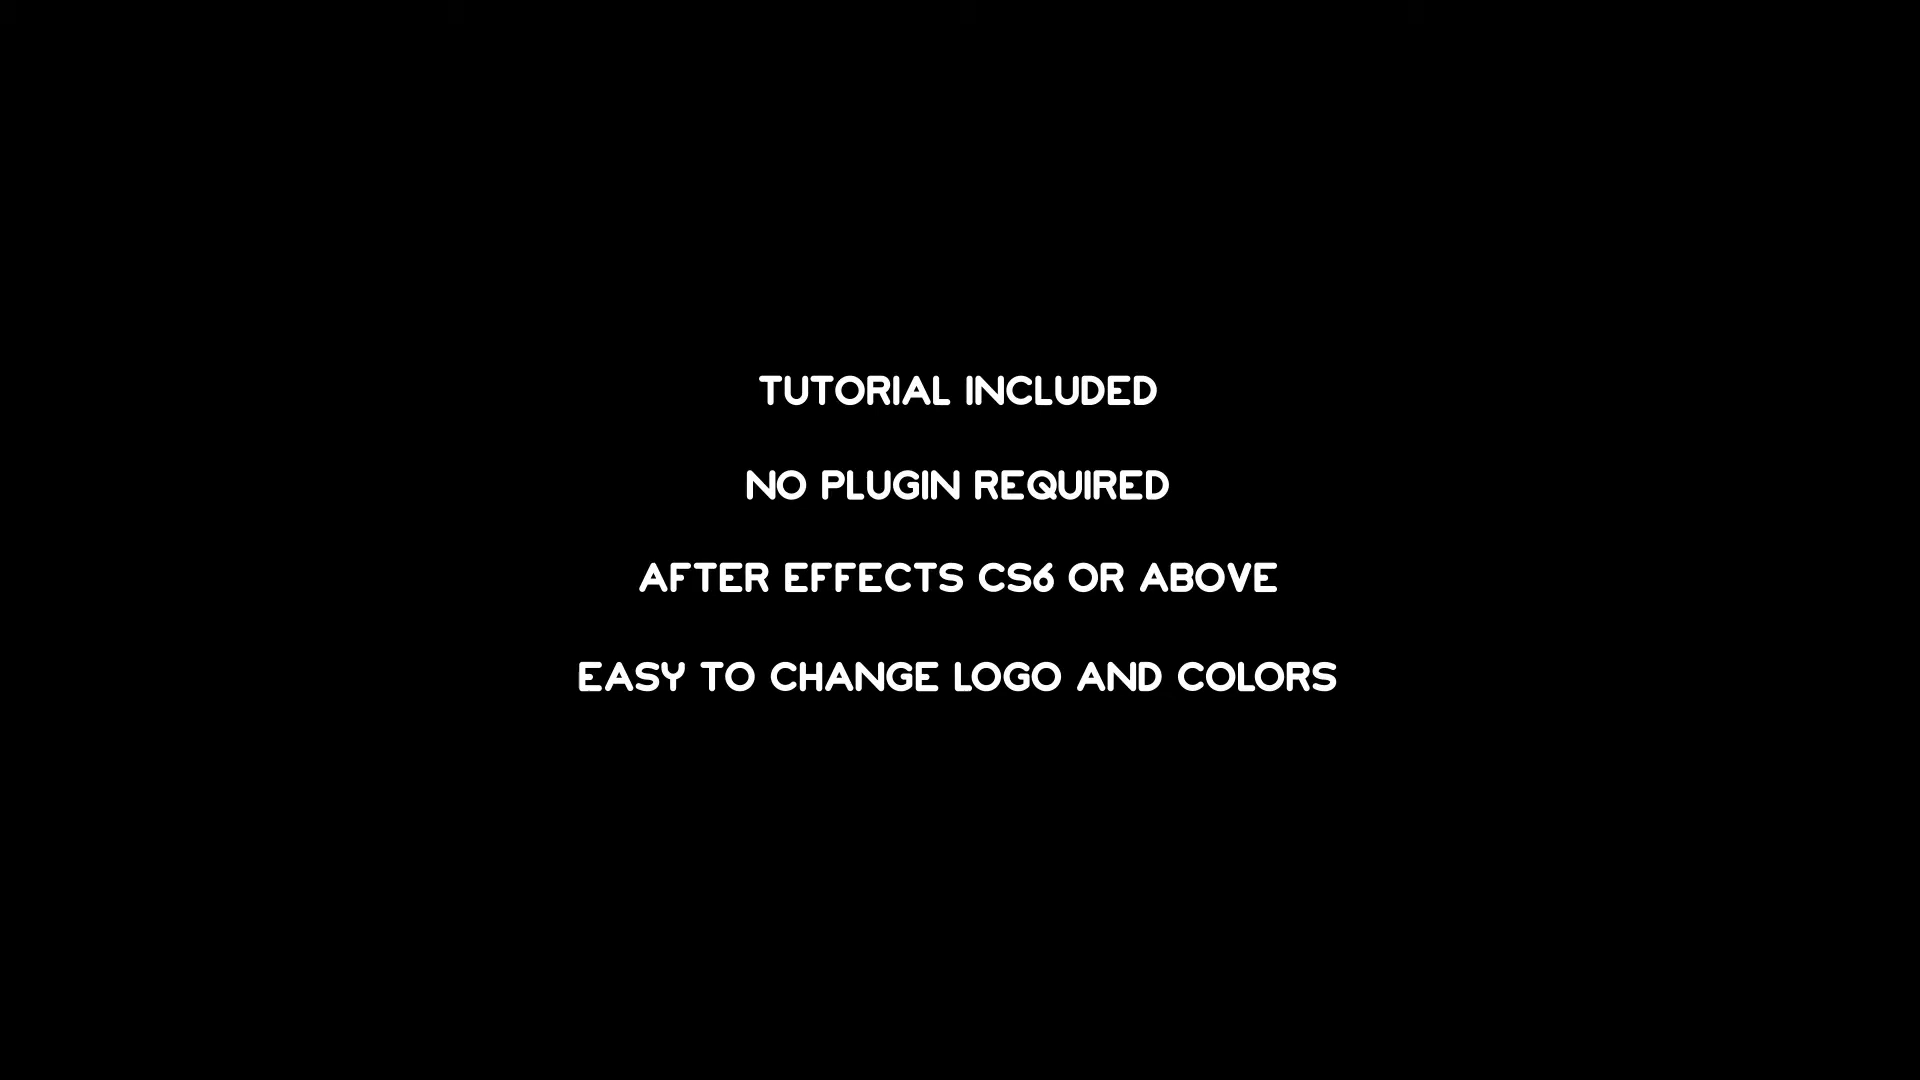 TUTORIAL INCLUDED
NO PLUGIN REQUIRED
AFTER EFFECTS CS6 OR ABOVE
EASY TO CHANGE LOGO AND COLORS